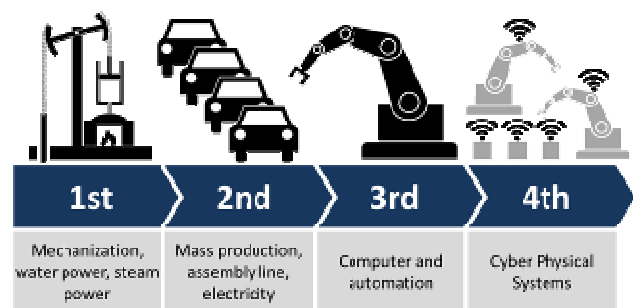 1st
2nd
3rd
4th
Mechanization,
water power, steam
power
Mass production,
assembly line,
electricity
Computer and
automation
Cyber Physical
Systems